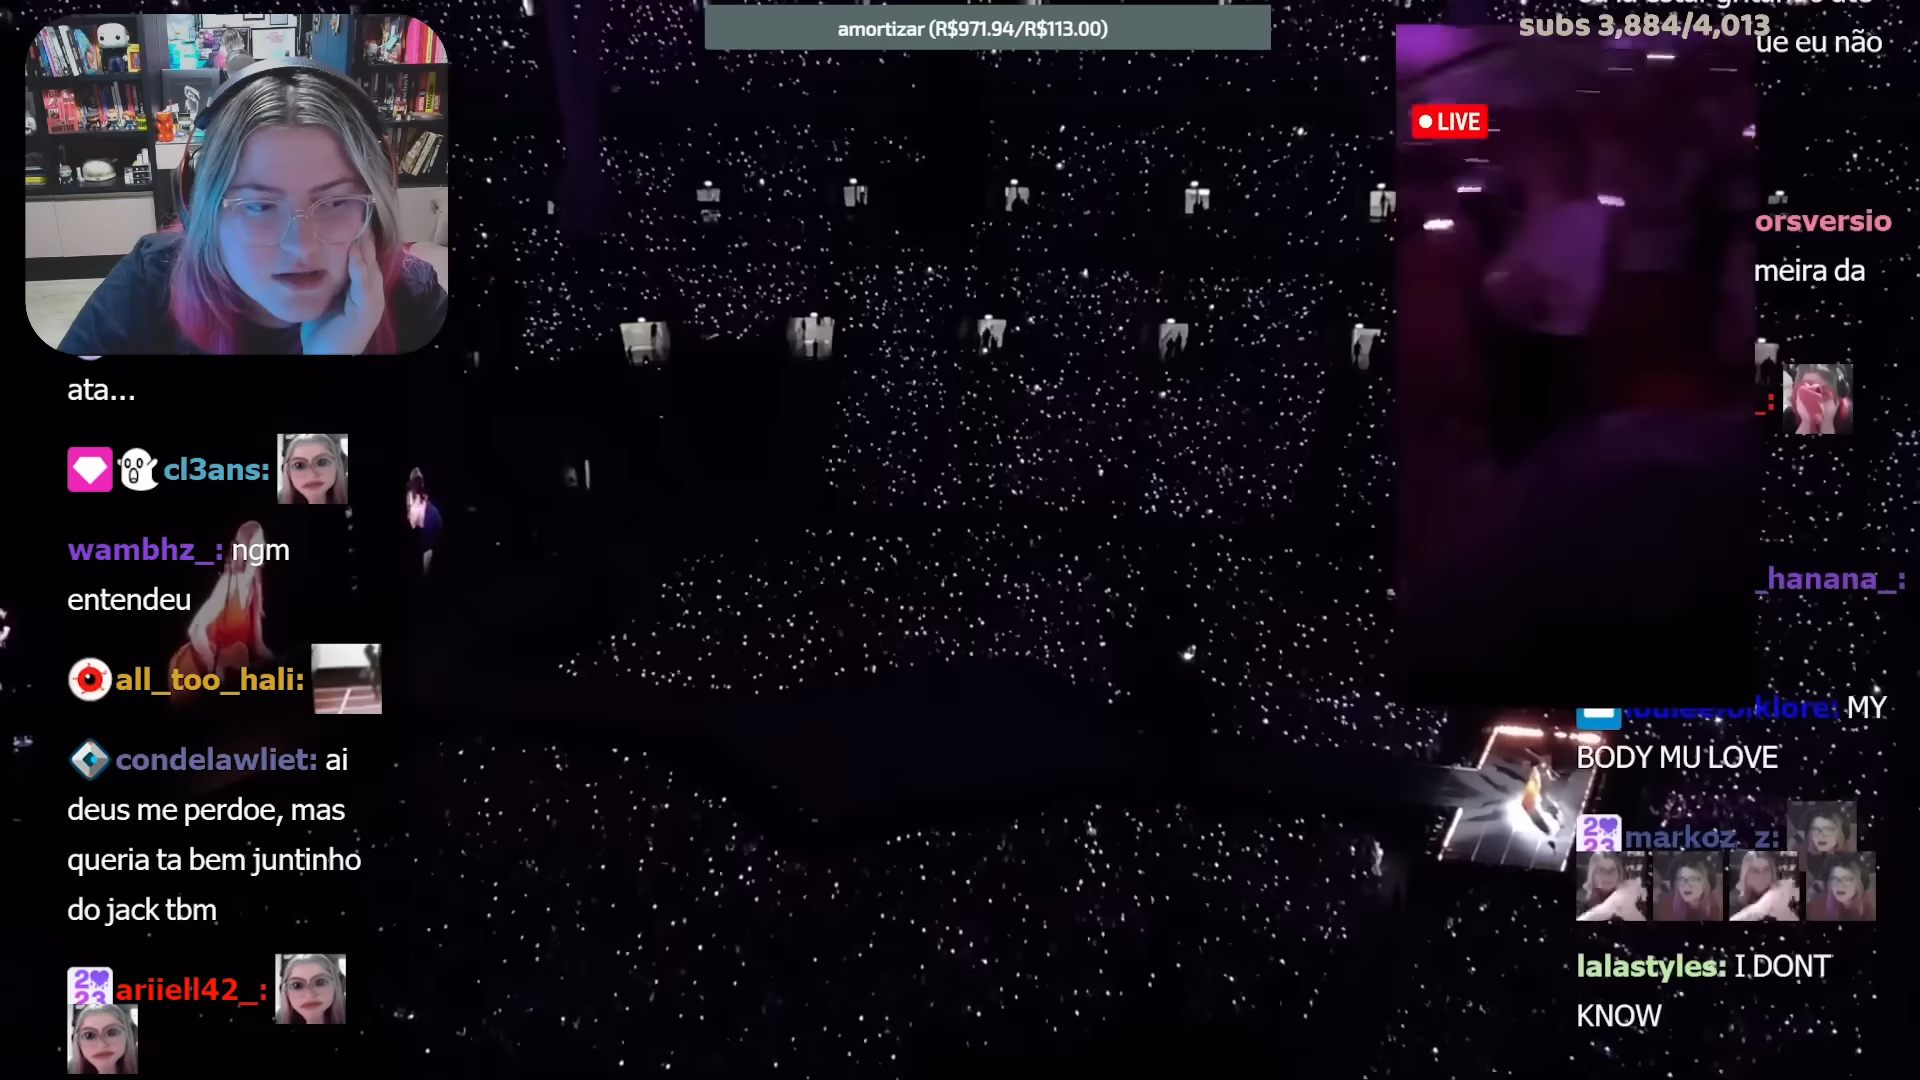 amortizar (R$971.94/R$113.00)
subs 3,884/4,013
ue eu não
LIVE
orsversio
meira da
_:
_hanana_:
ata...
cl3ans:
wambhz_: ngm
entendeu
all_too_hali:
condelawliet: ai
deus me perdoe, mas
queria ta bem juntinho
do jack tbm
ariiell42_:
klore: MY
BODY MU LOVE
markoz_z:
lalastyles: I DONT
KNOW